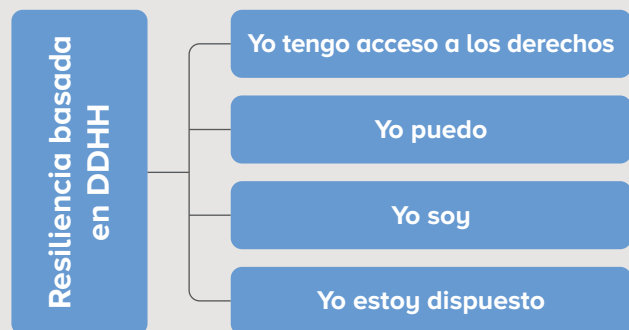 Resiliencia basada
en DDHH
Yo tengo acceso a los derechos
Yo puedo
Yo soy
Yo estoy dispuesto